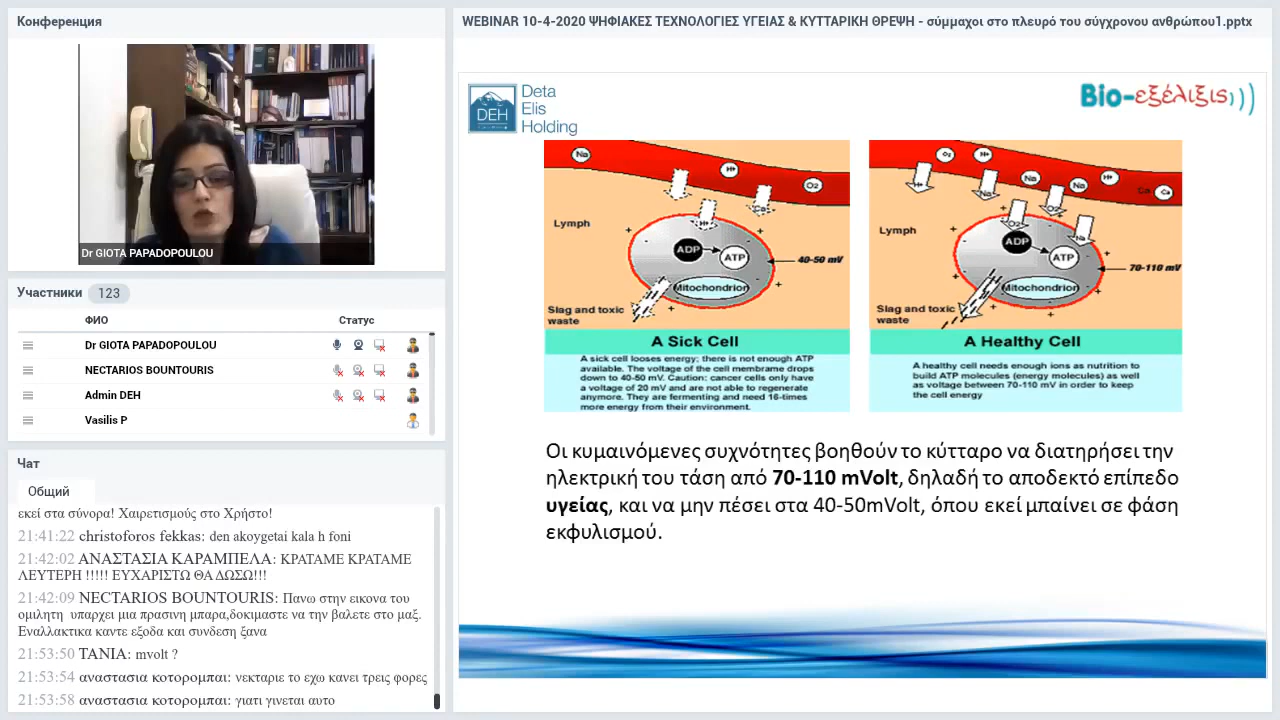 Конференция
Dr GIOTA PAPADOPOULOU
Участники 123
ФИО Статус
Dr GIOTA PAPADOPOULOU
NECTARIOS BOUNTOURIS
Admin DEH
Vasilis P
Чат
Общий
εκεί στα σύνορα! Χαιρετισμούς στο Χρήστο!
21:41:22 christoforos fekkas: den akoygetai kala h foni
21:42:02 ΑΝΑΣΤΑΣΙΑ ΚΑΡΑΜΠΕΛΑ: ΚΡΑΤΑΜΕ ΚΡΑΤΑΜΕ
ΛΕΥΤΕΡΗ !!!!! ΕΥΧΑΡΙΣΤΩ ΘΑ ΔΩΣΩ!!!
21:42:09 NECTARIOS BOUNTOURIS: Πανω στην εικονα του
ομιλητη υπαρχει μια πρασινη μπαρα,δοκιμαστε να την βαλετε στο μαξ.
Εναλλακτικα καντε εξοδα και συνδεση ξανα
21:53:50 TANIA: mvolt ?
21:53:54 αναστασια κοτορομπαι: νεκταριε το εχω κανει τρεις φορες
21:53:58 αναστασια κοτορομπαι: γιατι γινεται αυτο
WEBINAR 10-4-2020 ΨΗΦΙΑΚΕΣ ΤΕΧΝΟΛΟΓΙΕΣ ΥΓΕΙΑΣ & ΚΥΤΤΑΡΙΚΗ ΘΡΕΨΗ - σύμμαχοι στο πλευρό του σύγχρονου ανθρώπου1.pptx
DEH
Deta
Elis
Holding
Bio-εξέλιξις
Na H+ O2
H+ Ca
Lymph
ADP ATP
40-50 mV
Mitochondrion
Slag and toxic
waste
A Sick Cell
A sick cell looses energy; there is not enough ATP
available. The voltage of the cell membrane drops
down to 40-50 mV. Caution: cancer cells only have
a voltage of 20 mV and are not able to regenerate
anymore. They are fermenting and need 16-times
more energy from their environment.
O2 H+ Na Na H+ Ca Ca
H+ Na O2 O2 Na
Lymph
ADP ATP
70-110 mV
Mitochondrion
Slag and toxic
waste
A Healthy Cell
A healthy cell needs enough ions as nutrition to
build ATP molecules (energy molecules) as well
as voltage between 70-110 mV in order to keep
the cell energy
Οι κυμαινόμενες συχνότητες βοηθούν το κύτταρο να διατηρήσει την
ηλεκτρική του τάση από 70-110 mVolt, δηλαδή το αποδεκτό επίπεδο
υγείας, και να μην πέσει στα 40-50mVolt, όπου εκεί μπαίνει σε φάση
εκφυλισμού.